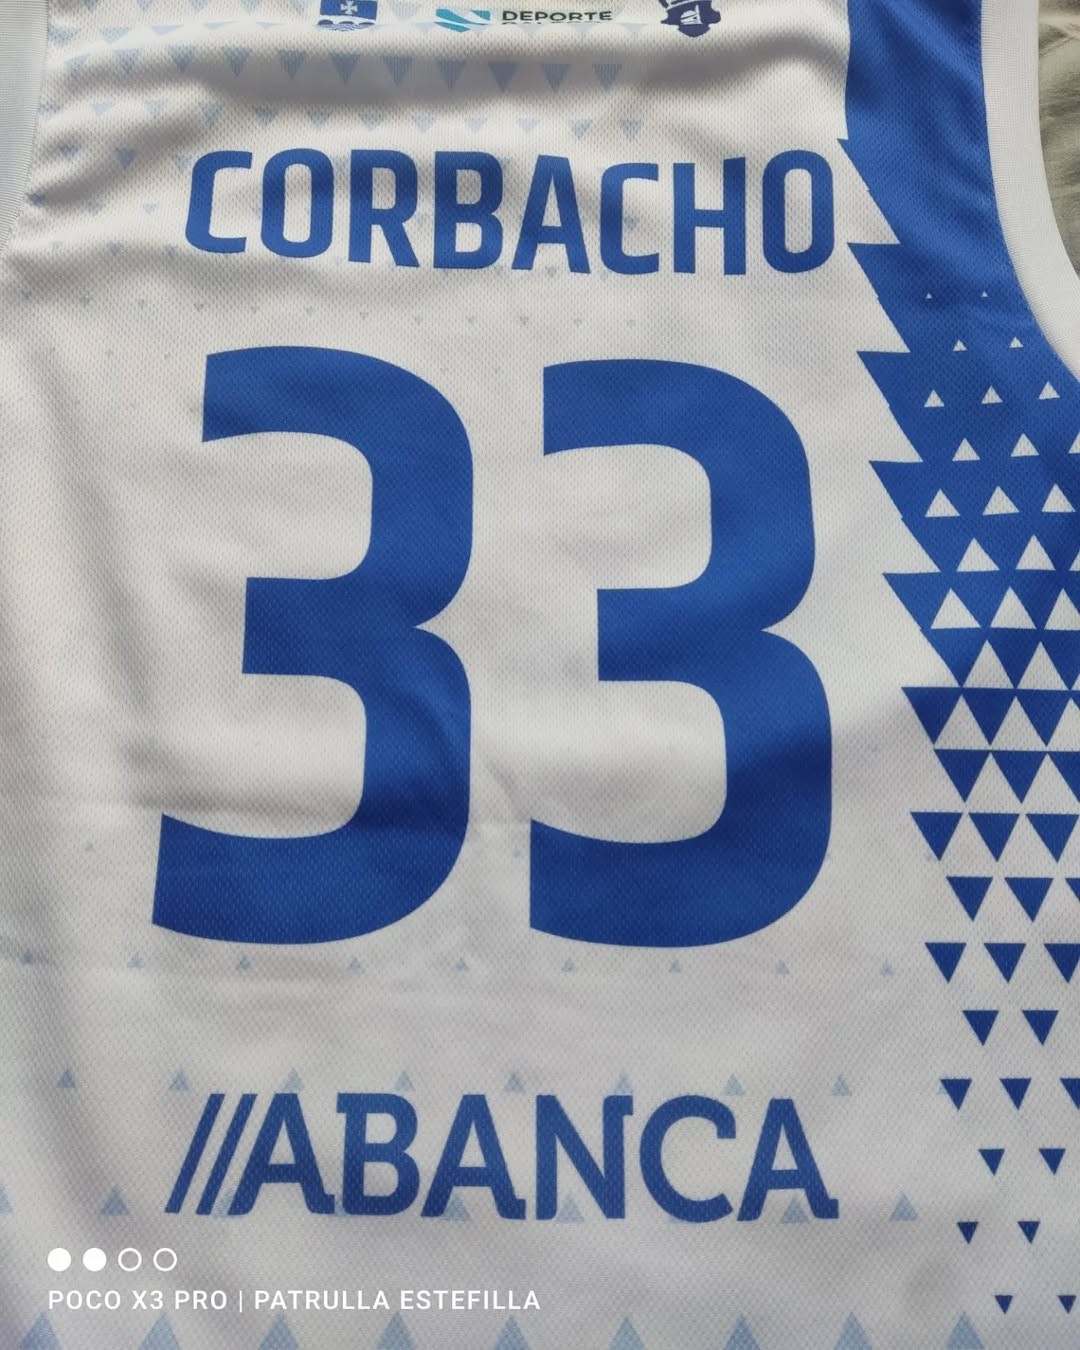 DEPORTE
CORBACHO
33
//ABANCA
POCO X3 PRO | PATRULLA ESTEFILLA